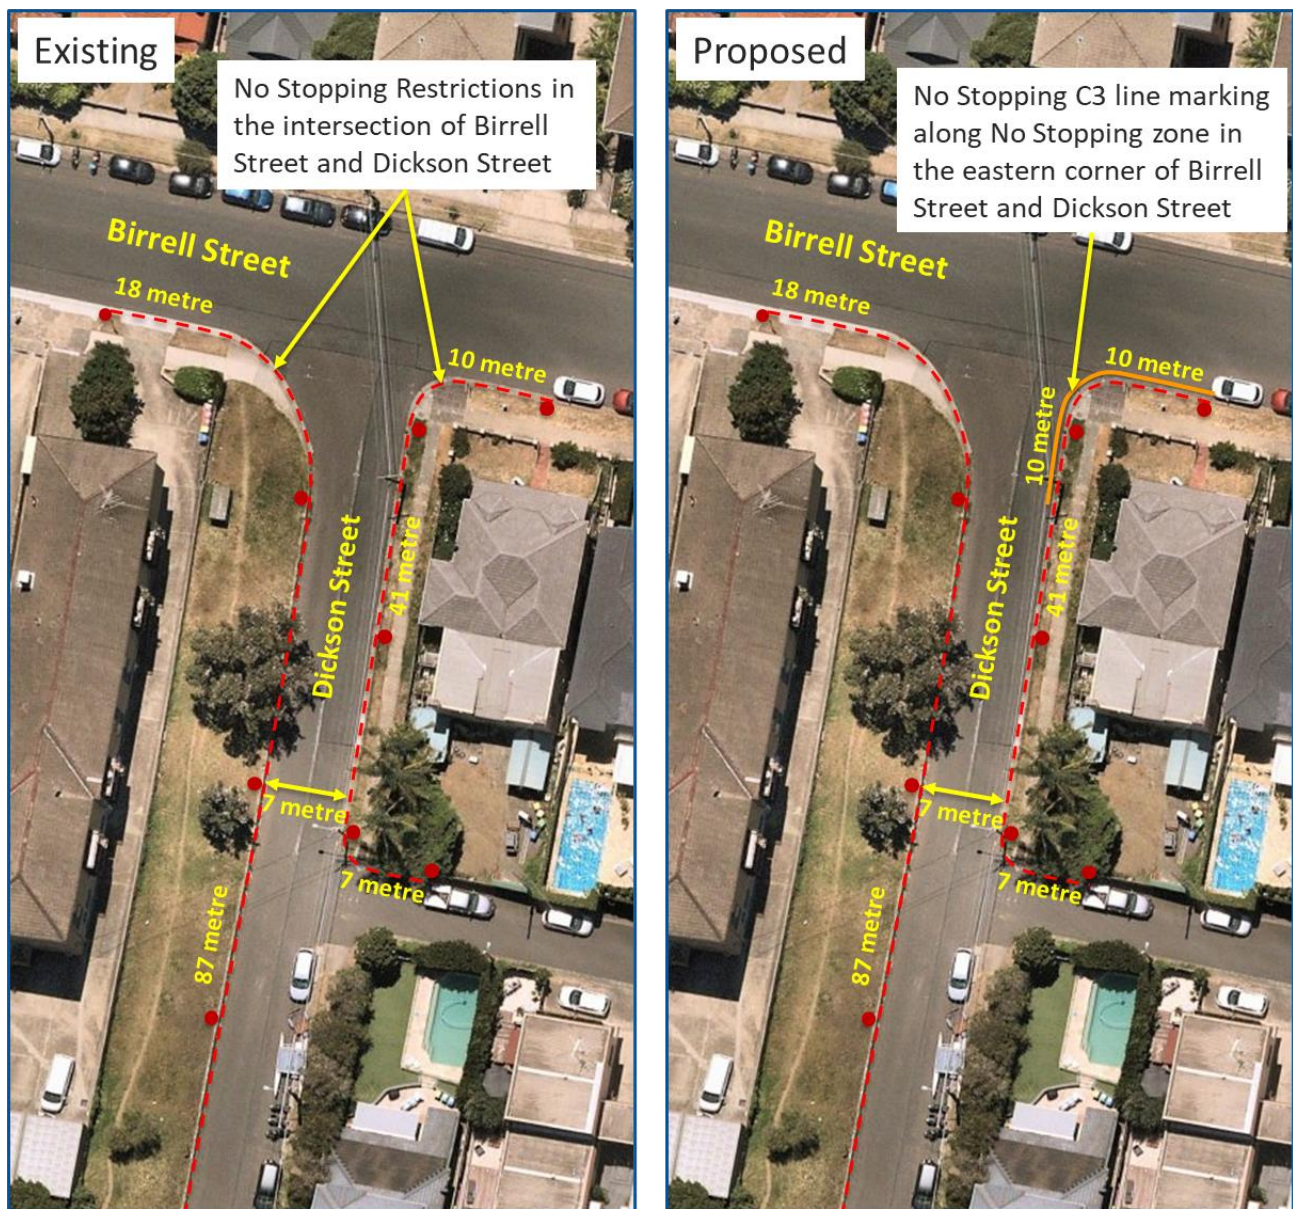 Existing
No Stopping Restrictions in
the intersection of Birrell
Street and Dickson Street
Birrell Street
18 metre
10 metre
41 metre
Dickson Street
7 metre
7 metre
87 metre
Proposed
No Stopping C3 line marking
along No Stopping zone in
the eastern corner of Birrell
Street and Dickson Street
Birrell Street
18 metre
10 metre
10 metre
41 metre
Dickson Street
7 metre
7 metre
87 metre